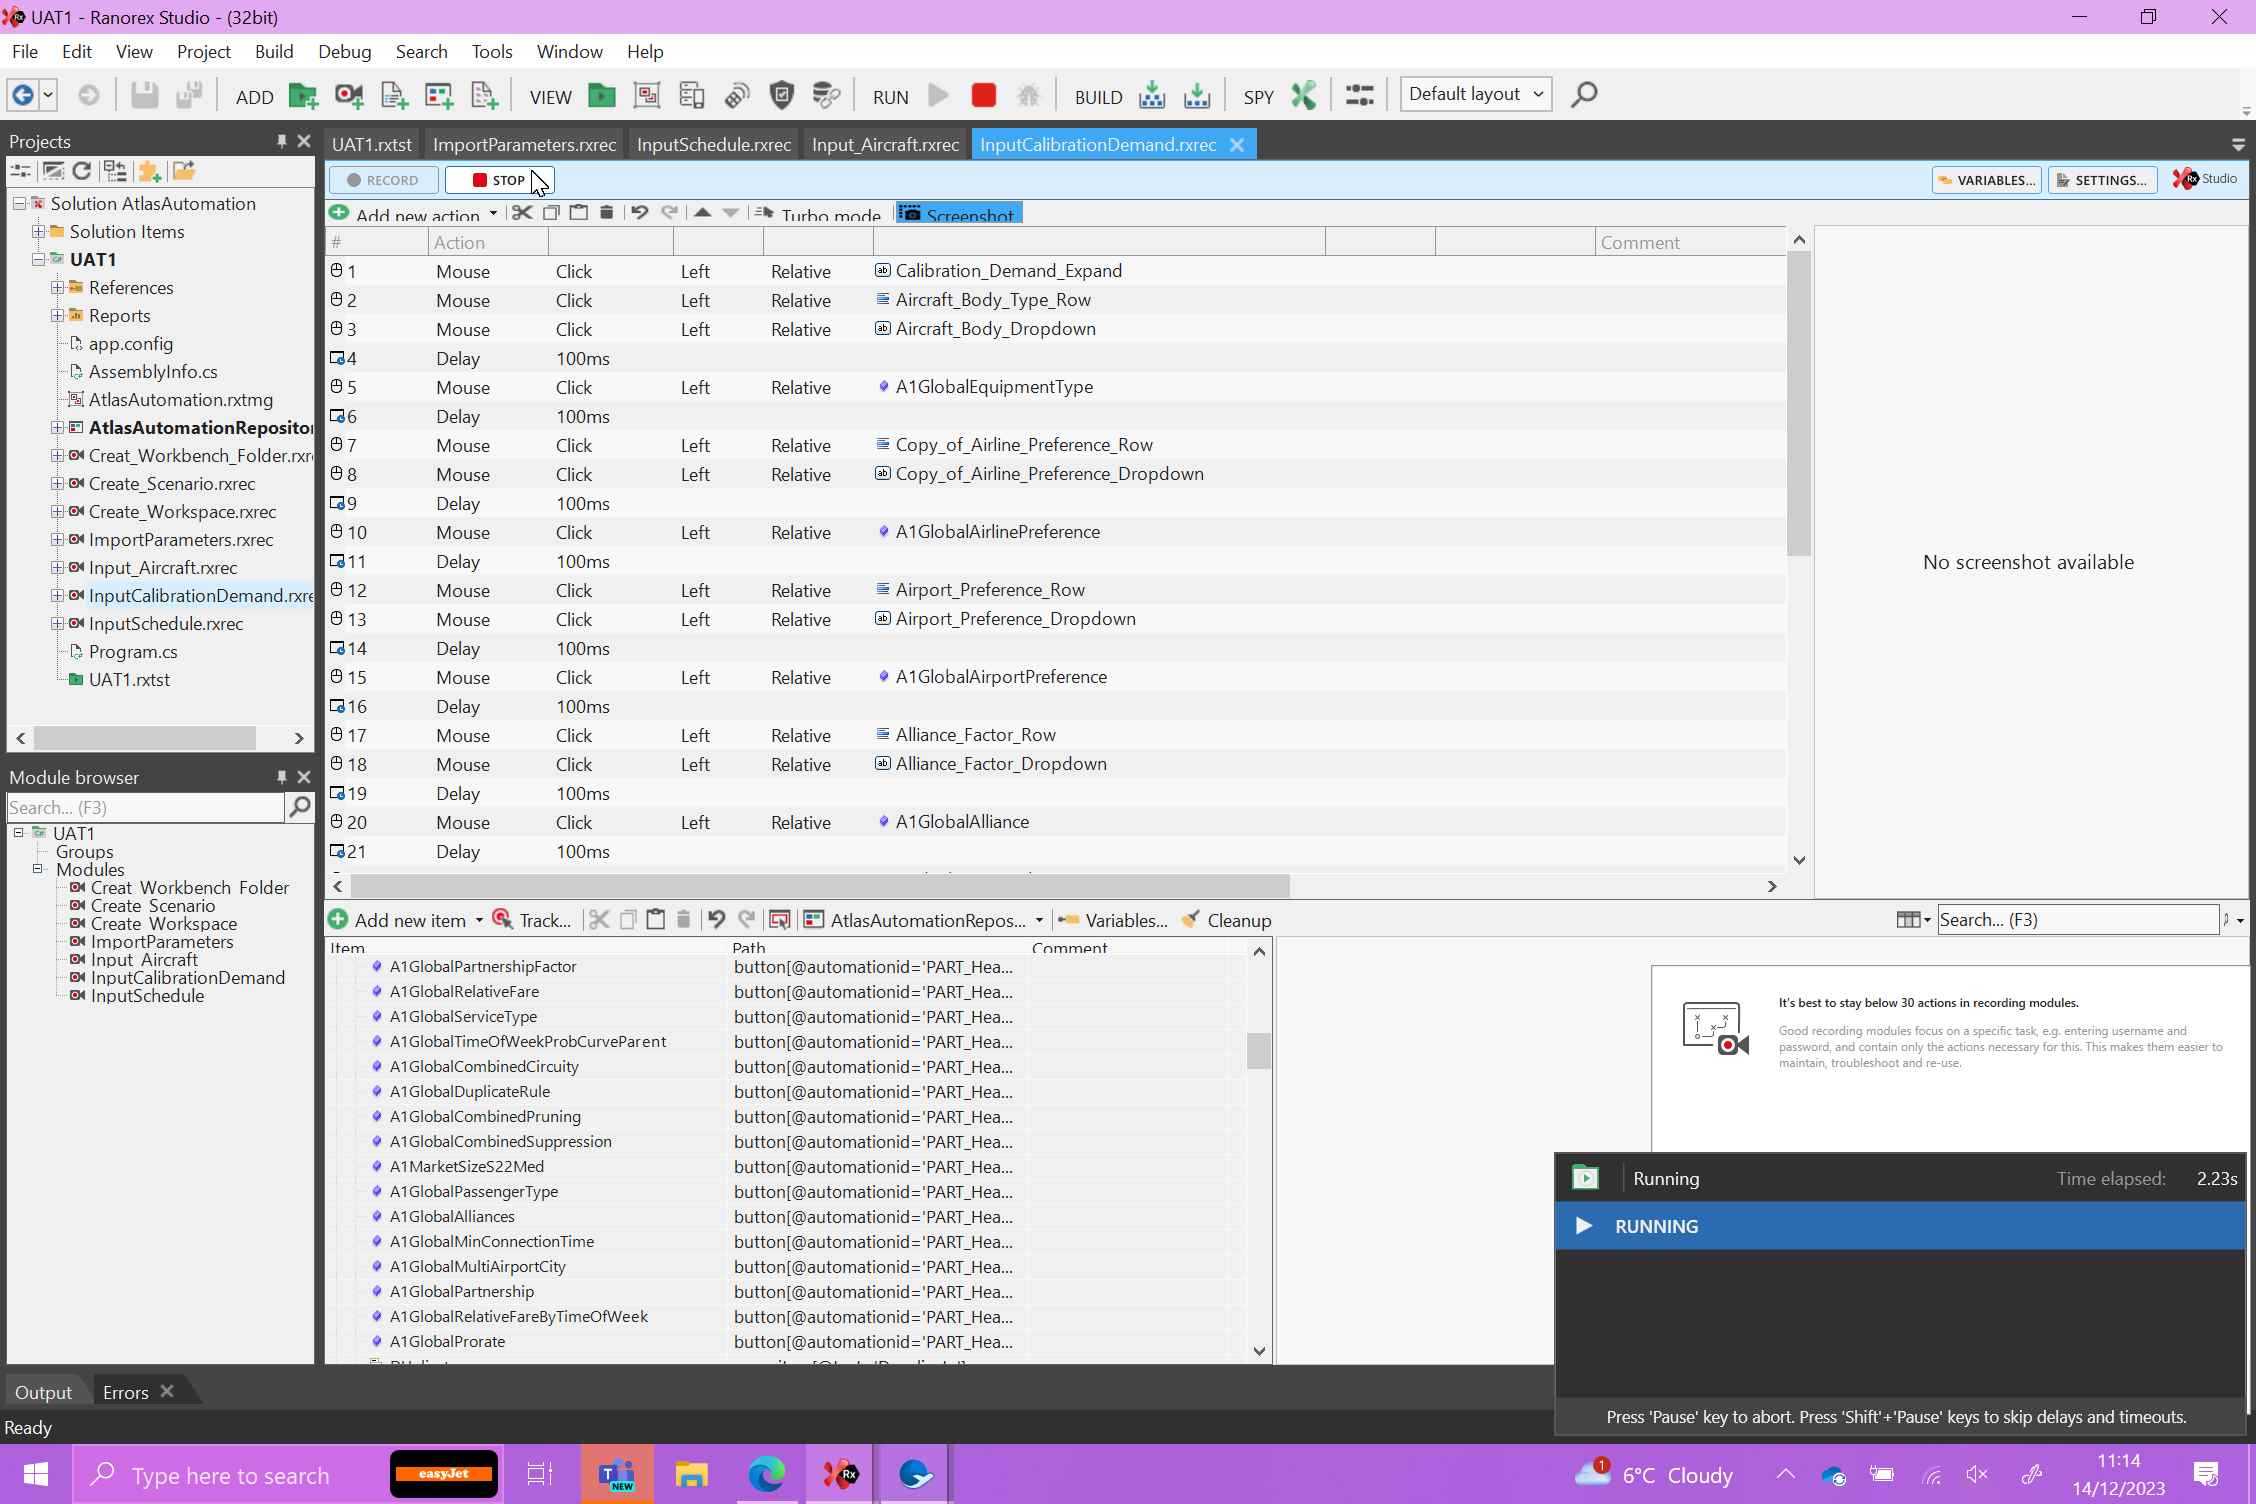 UAT1 - Ranorex Studio - (32bit)
File Edit View Project Build Debug Search Tools Window Help
ADD VIEW RUN BUILD SPY Default layout
Projects
UAT1.rxtst ImportParameters.rxrec InputSchedule.rxrec Input_Aircraft.rxrec InputCalibrationDemand.rxrec
RECORD STOP VARIABLES... SETTINGS... Rx Studio
Add new action Turbo mode Screenshot
Solution AtlasAutomation
Solution Items
UAT1
References
Reports
app.config
AssemblyInfo.cs
AtlasAutomation.rxtmg
AtlasAutomationRepositor
Creat_Workbench_Folder.rxr
Create_Scenario.rxrec
Create_Workspace.rxrec
ImportParameters.rxrec
Input_Aircraft.rxrec
InputCalibrationDemand.rxre
InputSchedule.rxrec
Program.cs
UAT1.rxtst
# Action Comment
1 Mouse Click Left Relative Calibration_Demand_Expand
2 Mouse Click Left Relative Aircraft_Body_Type_Row
3 Mouse Click Left Relative Aircraft_Body_Dropdown
4 Delay 100ms
5 Mouse Click Left Relative A1GlobalEquipmentType
6 Delay 100ms
7 Mouse Click Left Relative Copy_of_Airline_Preference_Row
8 Mouse Click Left Relative Copy_of_Airline_Preference_Dropdown
9 Delay 100ms
10 Mouse Click Left Relative A1GlobalAirlinePreference
11 Delay 100ms
12 Mouse Click Left Relative Airport_Preference_Row
13 Mouse Click Left Relative Airport_Preference_Dropdown
14 Delay 100ms
15 Mouse Click Left Relative A1GlobalAirportPreference
16 Delay 100ms
17 Mouse Click Left Relative Alliance_Factor_Row
18 Mouse Click Left Relative Alliance_Factor_Dropdown
19 Delay 100ms
20 Mouse Click Left Relative A1GlobalAlliance
21 Delay 100ms
No screenshot available
Module browser
Search... (F3)
UAT1
Groups
Modules
Creat Workbench Folder
Create Scenario
Create Workspace
ImportParameters
Input Aircraft
InputCalibrationDemand
InputSchedule
Add new item Track... AtlasAutomationRepos... Variables... Cleanup Search... (F3)
Item Path Comment
A1GlobalPartnershipFactor button[@automationid='PART_Hea...
A1GlobalRelativeFare button[@automationid='PART_Hea...
A1GlobalServiceType button[@automationid='PART_Hea...
A1GlobalTimeOfWeekProbCurveParent button[@automationid='PART_Hea...
A1GlobalCombinedCircuity button[@automationid='PART_Hea...
A1GlobalDuplicateRule button[@automationid='PART_Hea...
A1GlobalCombinedPruning button[@automationid='PART_Hea...
A1GlobalCombinedSuppression button[@automationid='PART_Hea...
A1MarketSizeS22Med button[@automationid='PART_Hea...
A1GlobalPassengerType button[@automationid='PART_Hea...
A1GlobalAlliances button[@automationid='PART_Hea...
A1GlobalMinConnectionTime button[@automationid='PART_Hea...
A1GlobalMultiAirportCity button[@automationid='PART_Hea...
A1GlobalPartnership button[@automationid='PART_Hea...
A1GlobalRelativeFareByTimeOfWeek button[@automationid='PART_Hea...
A1GlobalProrate button[@automationid='PART_Hea...
It's best to stay below 30 actions in recording modules.
Good recording modules focus on a specific task, e.g. entering username and
password, and contain only the actions necessary for this. This makes them easier to
maintain, troubleshoot and re-use.
Running Time elapsed: 2.23s
RUNNING
Press 'Pause' key to abort. Press 'Shift'+'Pause' keys to skip delays and timeouts.
Output Errors
Ready
Type here to search easyJet NEW 1 6°C Cloudy 11:14
14/12/2023